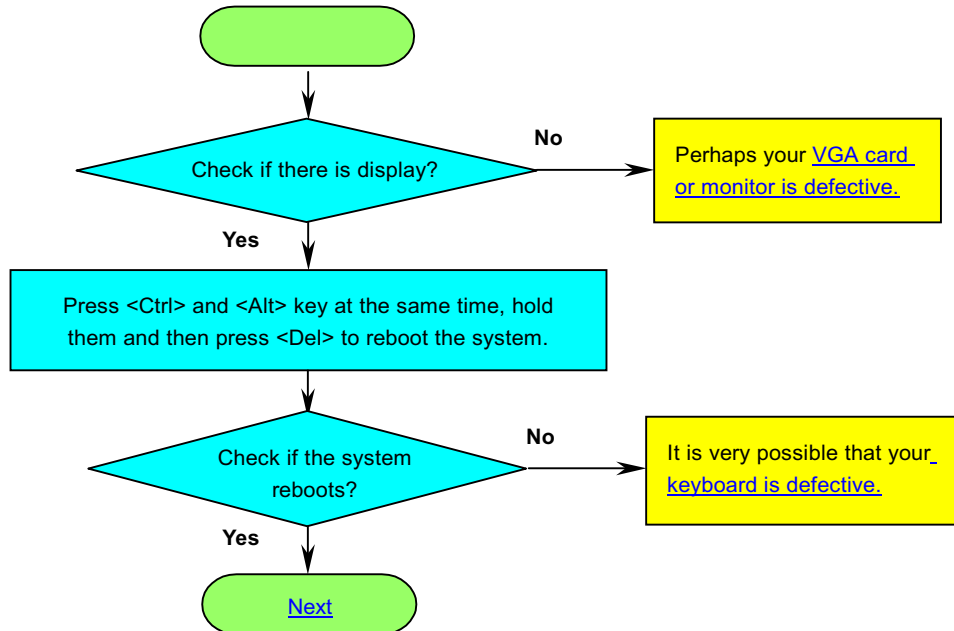 Check if there is display?
No
Perhaps your VGA card
or monitor is defective.
Yes
Press <Ctrl> and <Alt> key at the same time, hold
them and then press <Del> to reboot the system.
Check if the system
reboots?
No
It is very possible that your
keyboard is defective.
Yes
Next